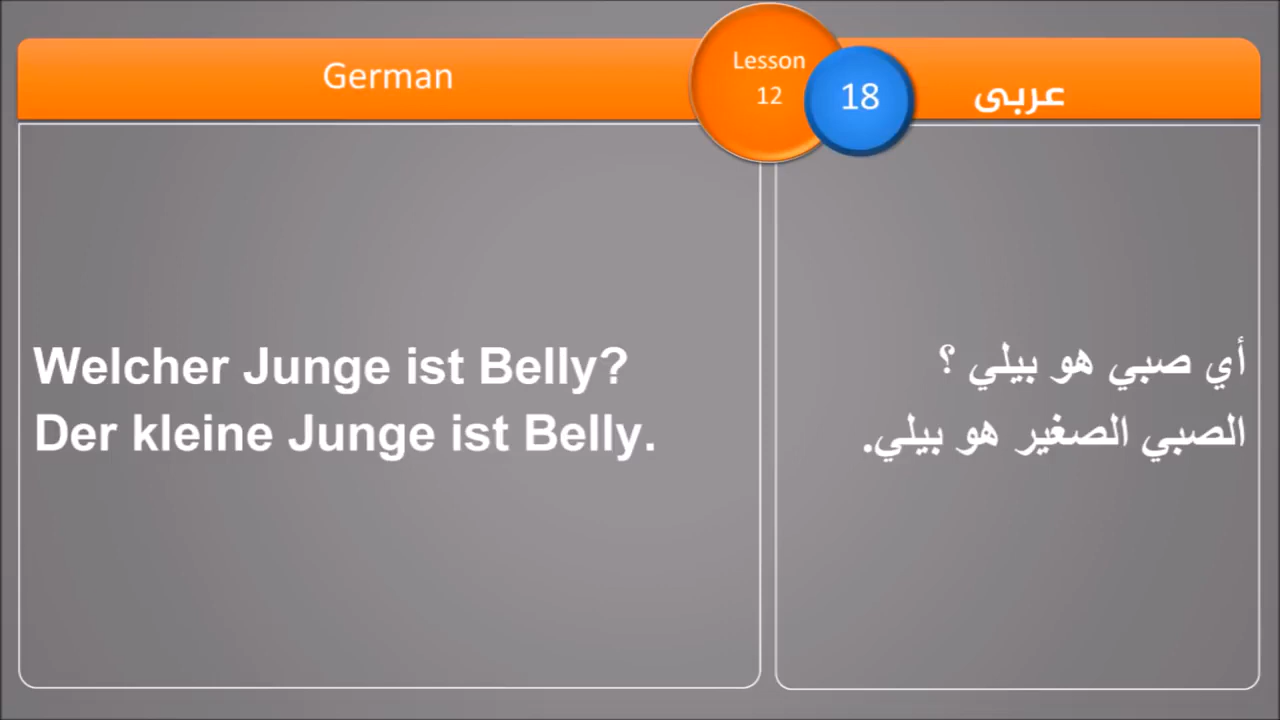 German
Lesson
12
18
عربى
Welcher Junge ist Belly?
Der kleine Junge ist Belly.
أي صبي هو بيلي ؟
الصبي الصغير هو بيلي.